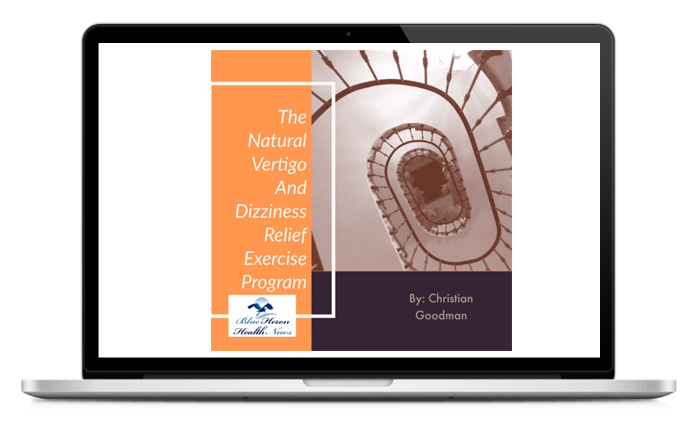 The
Natural
Vertigo
And
Dizziness
Relief
Exercise
Program
Blue Heron
Health News
By: Christian
Goodman